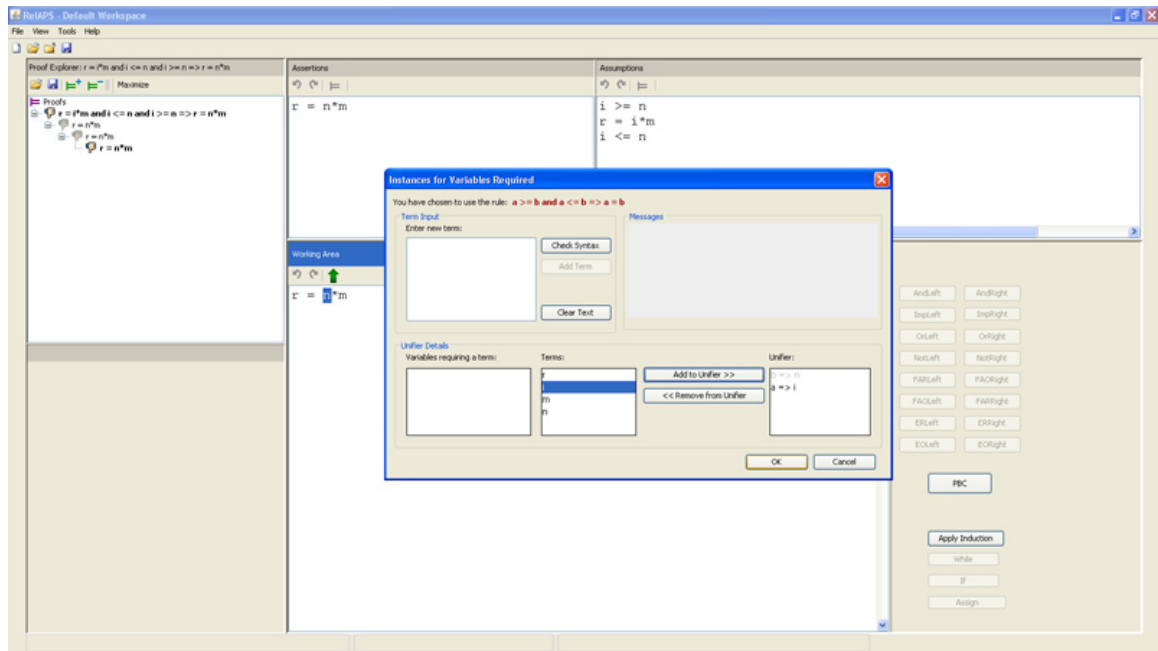 RelAPS - Default Workspace
File View Tools Help
Proof Explorer: r = i*m and i <= n and i >= n => r = n*m
Maximize
Proofs
r = i*m and i <= n and i >= n => r = n*m
r = n*m
r = n*m
r = n*m
Assertions
r = n*m
Assumptions
i >= n
r = i*m
i <= n
Working Area
r = n*m
Instances for Variables Required
You have chosen to use the rule: a >= b and a <= b => a = b
Term Input
Enter new term:
Check Syntax
Add Term
Clear Text
Messages
Unifier Details
Variables requiring a term:
Terms:
r
i
m
n
Add to Unifier >>
<< Remove from Unifier
Unifier:
b => n
a => i
OK Cancel
AndLeft AndRight
ImpLeft ImpRight
OrLeft OrRight
NotLeft NotRight
FARLeft FAORight
FAOLeft FARRight
ERLeft ERRight
EOLeft EORight
PBC
Apply Induction
While
If
Assign